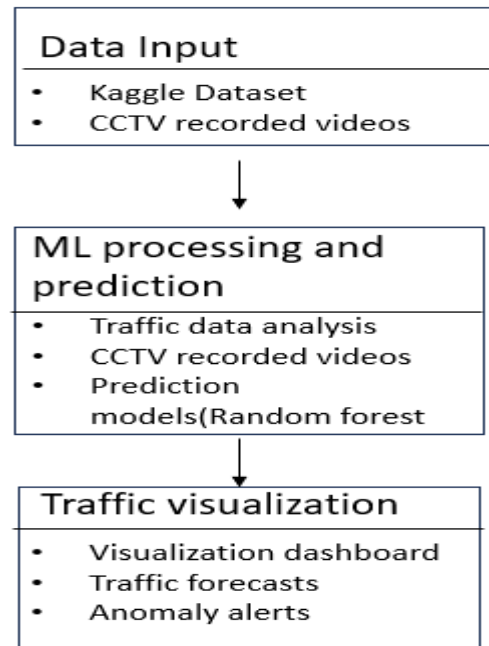 Data Input
• Kaggle Dataset
• CCTV recorded videos
ML processing and
prediction
• Traffic data analysis
• CCTV recorded videos
• Prediction
models(Random forest
Traffic visualization
• Visualization dashboard
• Traffic forecasts
• Anomaly alerts